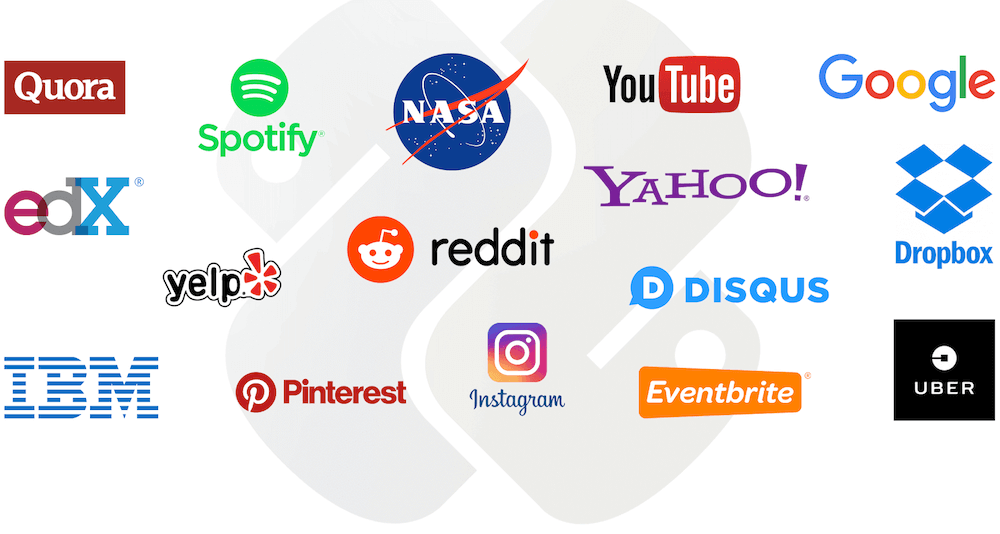 Quora
Spotify®
NASA
YouTube
Google
edX®
YAHOO!®
Dropbox
yelp
reddit
DISQUS
IBM
Pinterest
Instagram
Eventbrite®
UBER